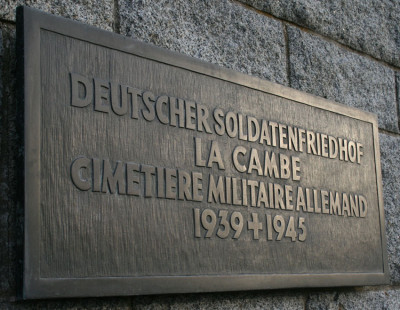 DEUTSCHER SOLDATENFRIEDHOF
LA CAMBE
CIMETIERE MILITAIRE ALLEMAND
1939 + 1945